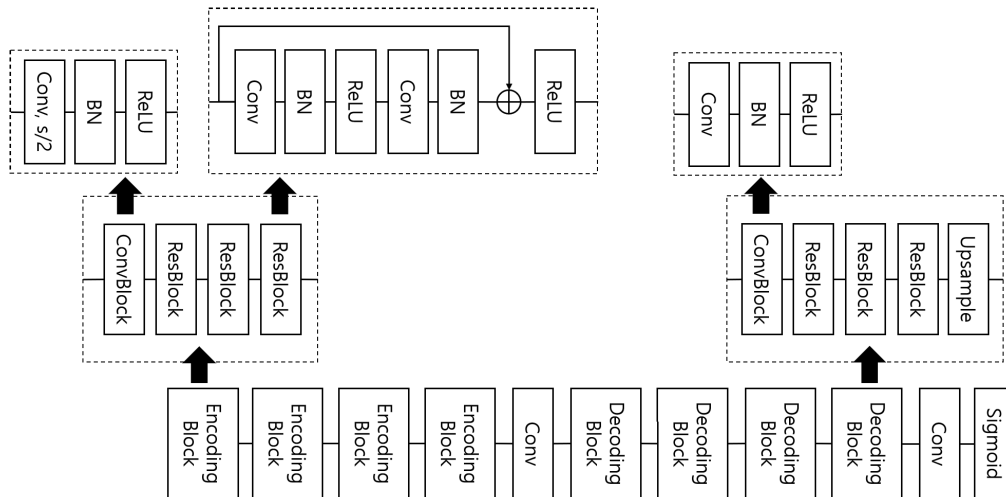 Conv, s/2
BN
ReLU
Conv
BN
ReLU
Conv
BN
ReLU
Conv
BN
ReLU
ConvBlock
ResBlock
ResBlock
ResBlock
ConvBlock
ResBlock
ResBlock
ResBlock
Upsample
Encoding
Block
Encoding
Block
Encoding
Block
Encoding
Block
Conv
Decoding
Block
Decoding
Block
Decoding
Block
Decoding
Block
Conv
Sigmoid